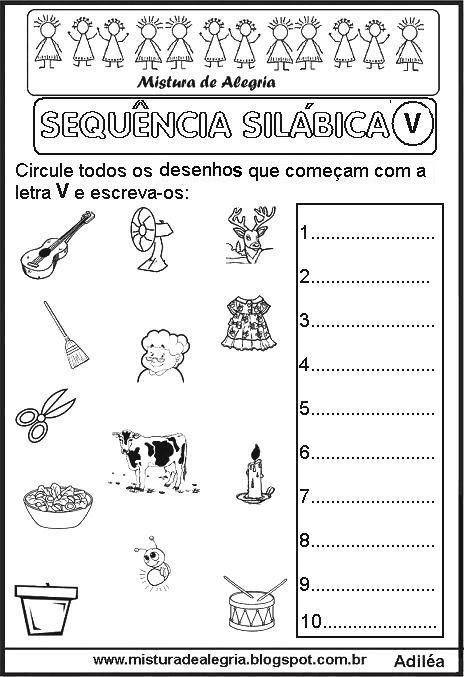 Mistura de Alegria
SEQUÊNCIA SILÁBICA V
Circule todos os desenhos que começam com a
letra V e escreva-os:
1........................
2........................
3........................
4........................
5........................
6........................
7........................
8........................
9........................
10.....................
www.misturadealegria.blogspot.com.br Adiléa